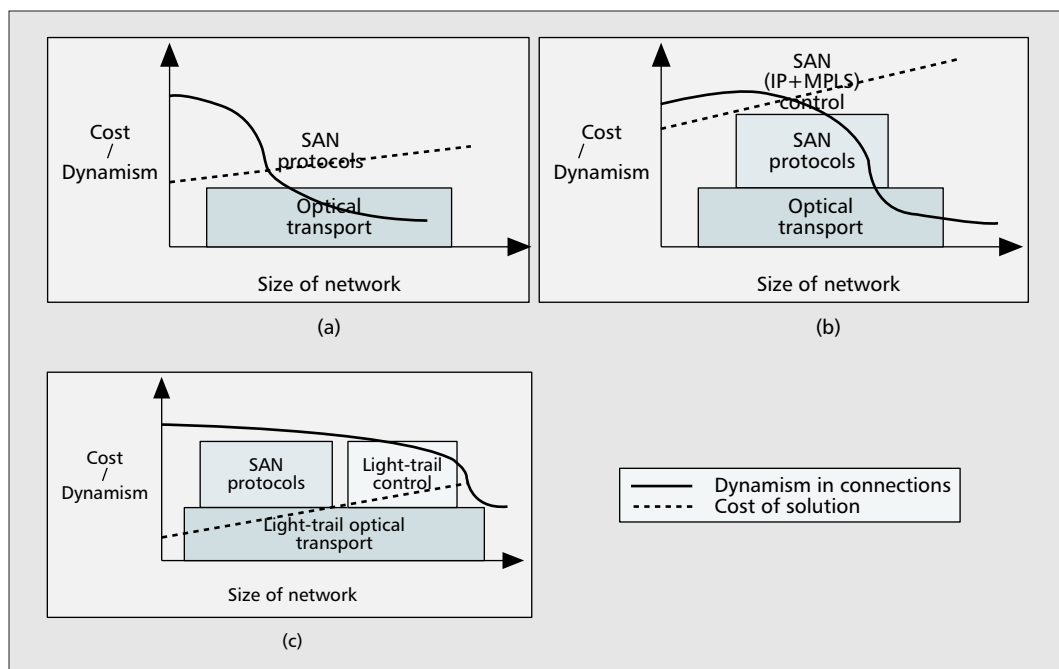 Cost
/
Dynamism
SAN
protocols
Optical
transport
Size of network
(a)
Cost
/
Dynamism
SAN
(IP+MPLS)
control
SAN
protocols
Optical
transport
Size of network
(b)
Cost
/
Dynamism
SAN
protocols
Light-trail
control
Light-trail optical
transport
Size of network
(c)
Dynamism in connections
Cost of solution